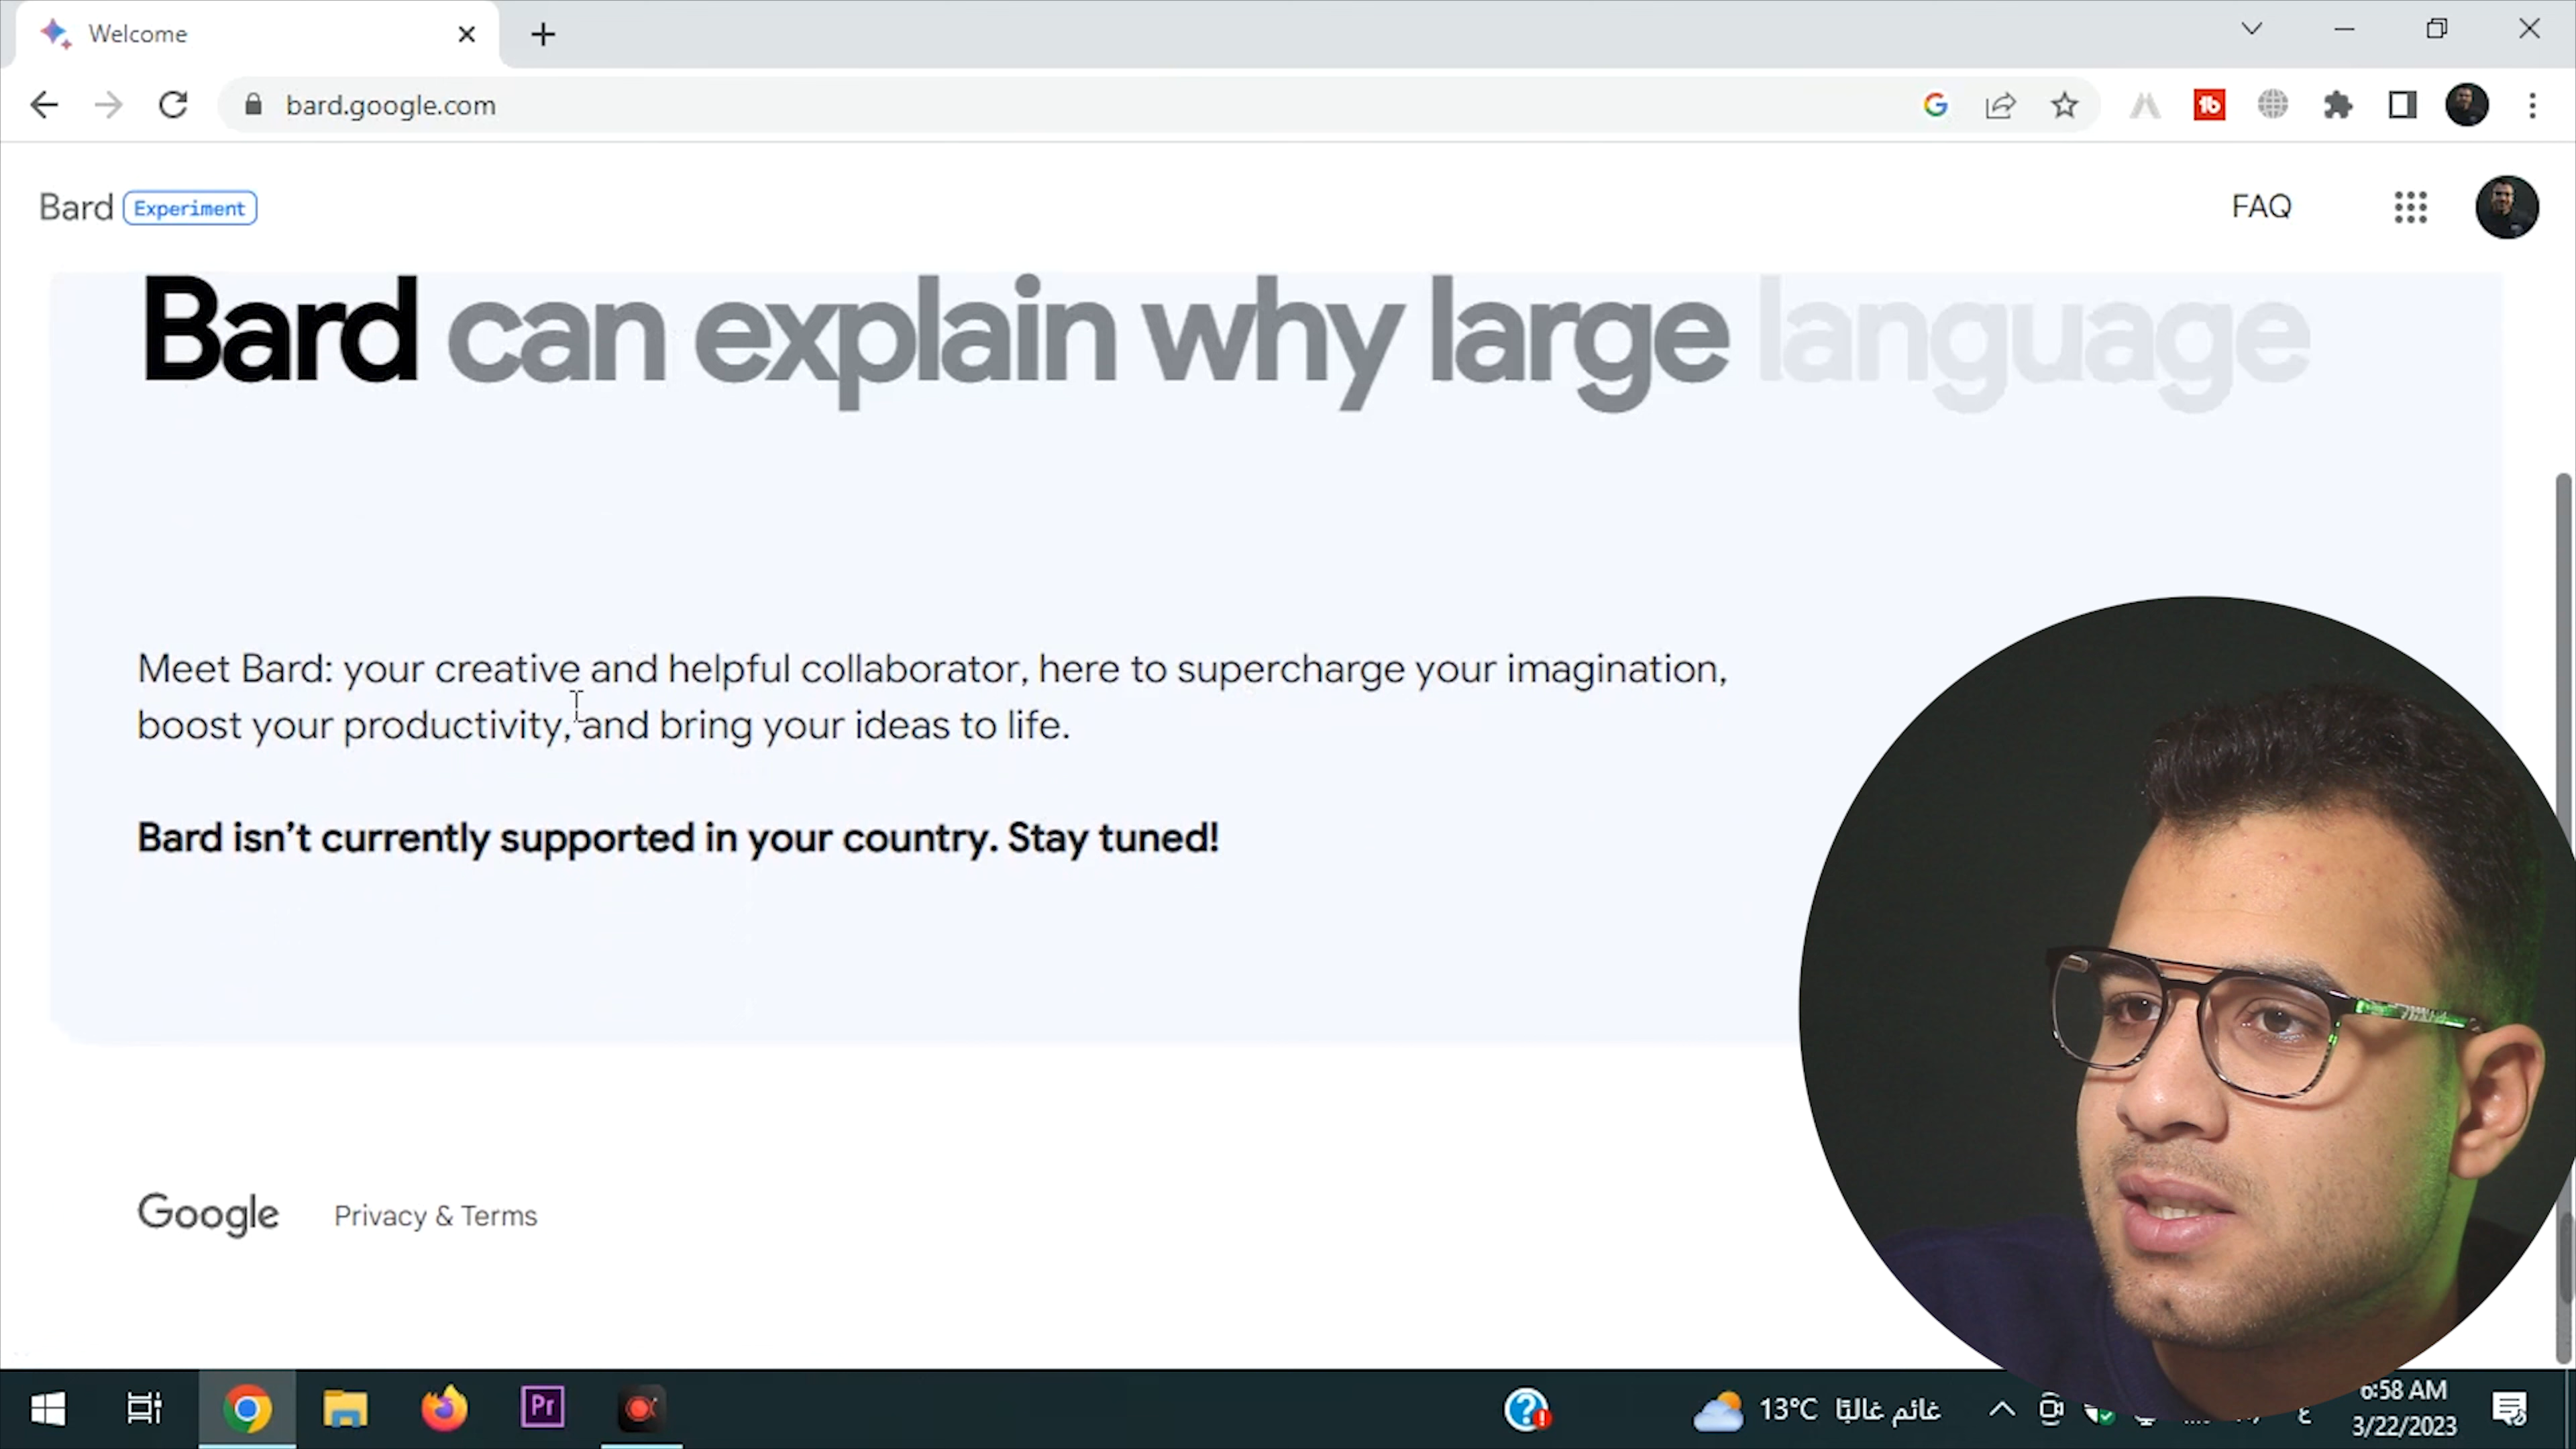 Welcome
bard.google.com
Bard Experiment
FAQ
Bard can explain why large language
Meet Bard: your creative and helpful collaborator, here to supercharge your imagination,
boost your productivity, and bring your ideas to life.
Bard isn't currently supported in your country. Stay tuned!
Google Privacy & Terms
Pr
13°C غائم غالبًا
6:58 AM
3/22/2023